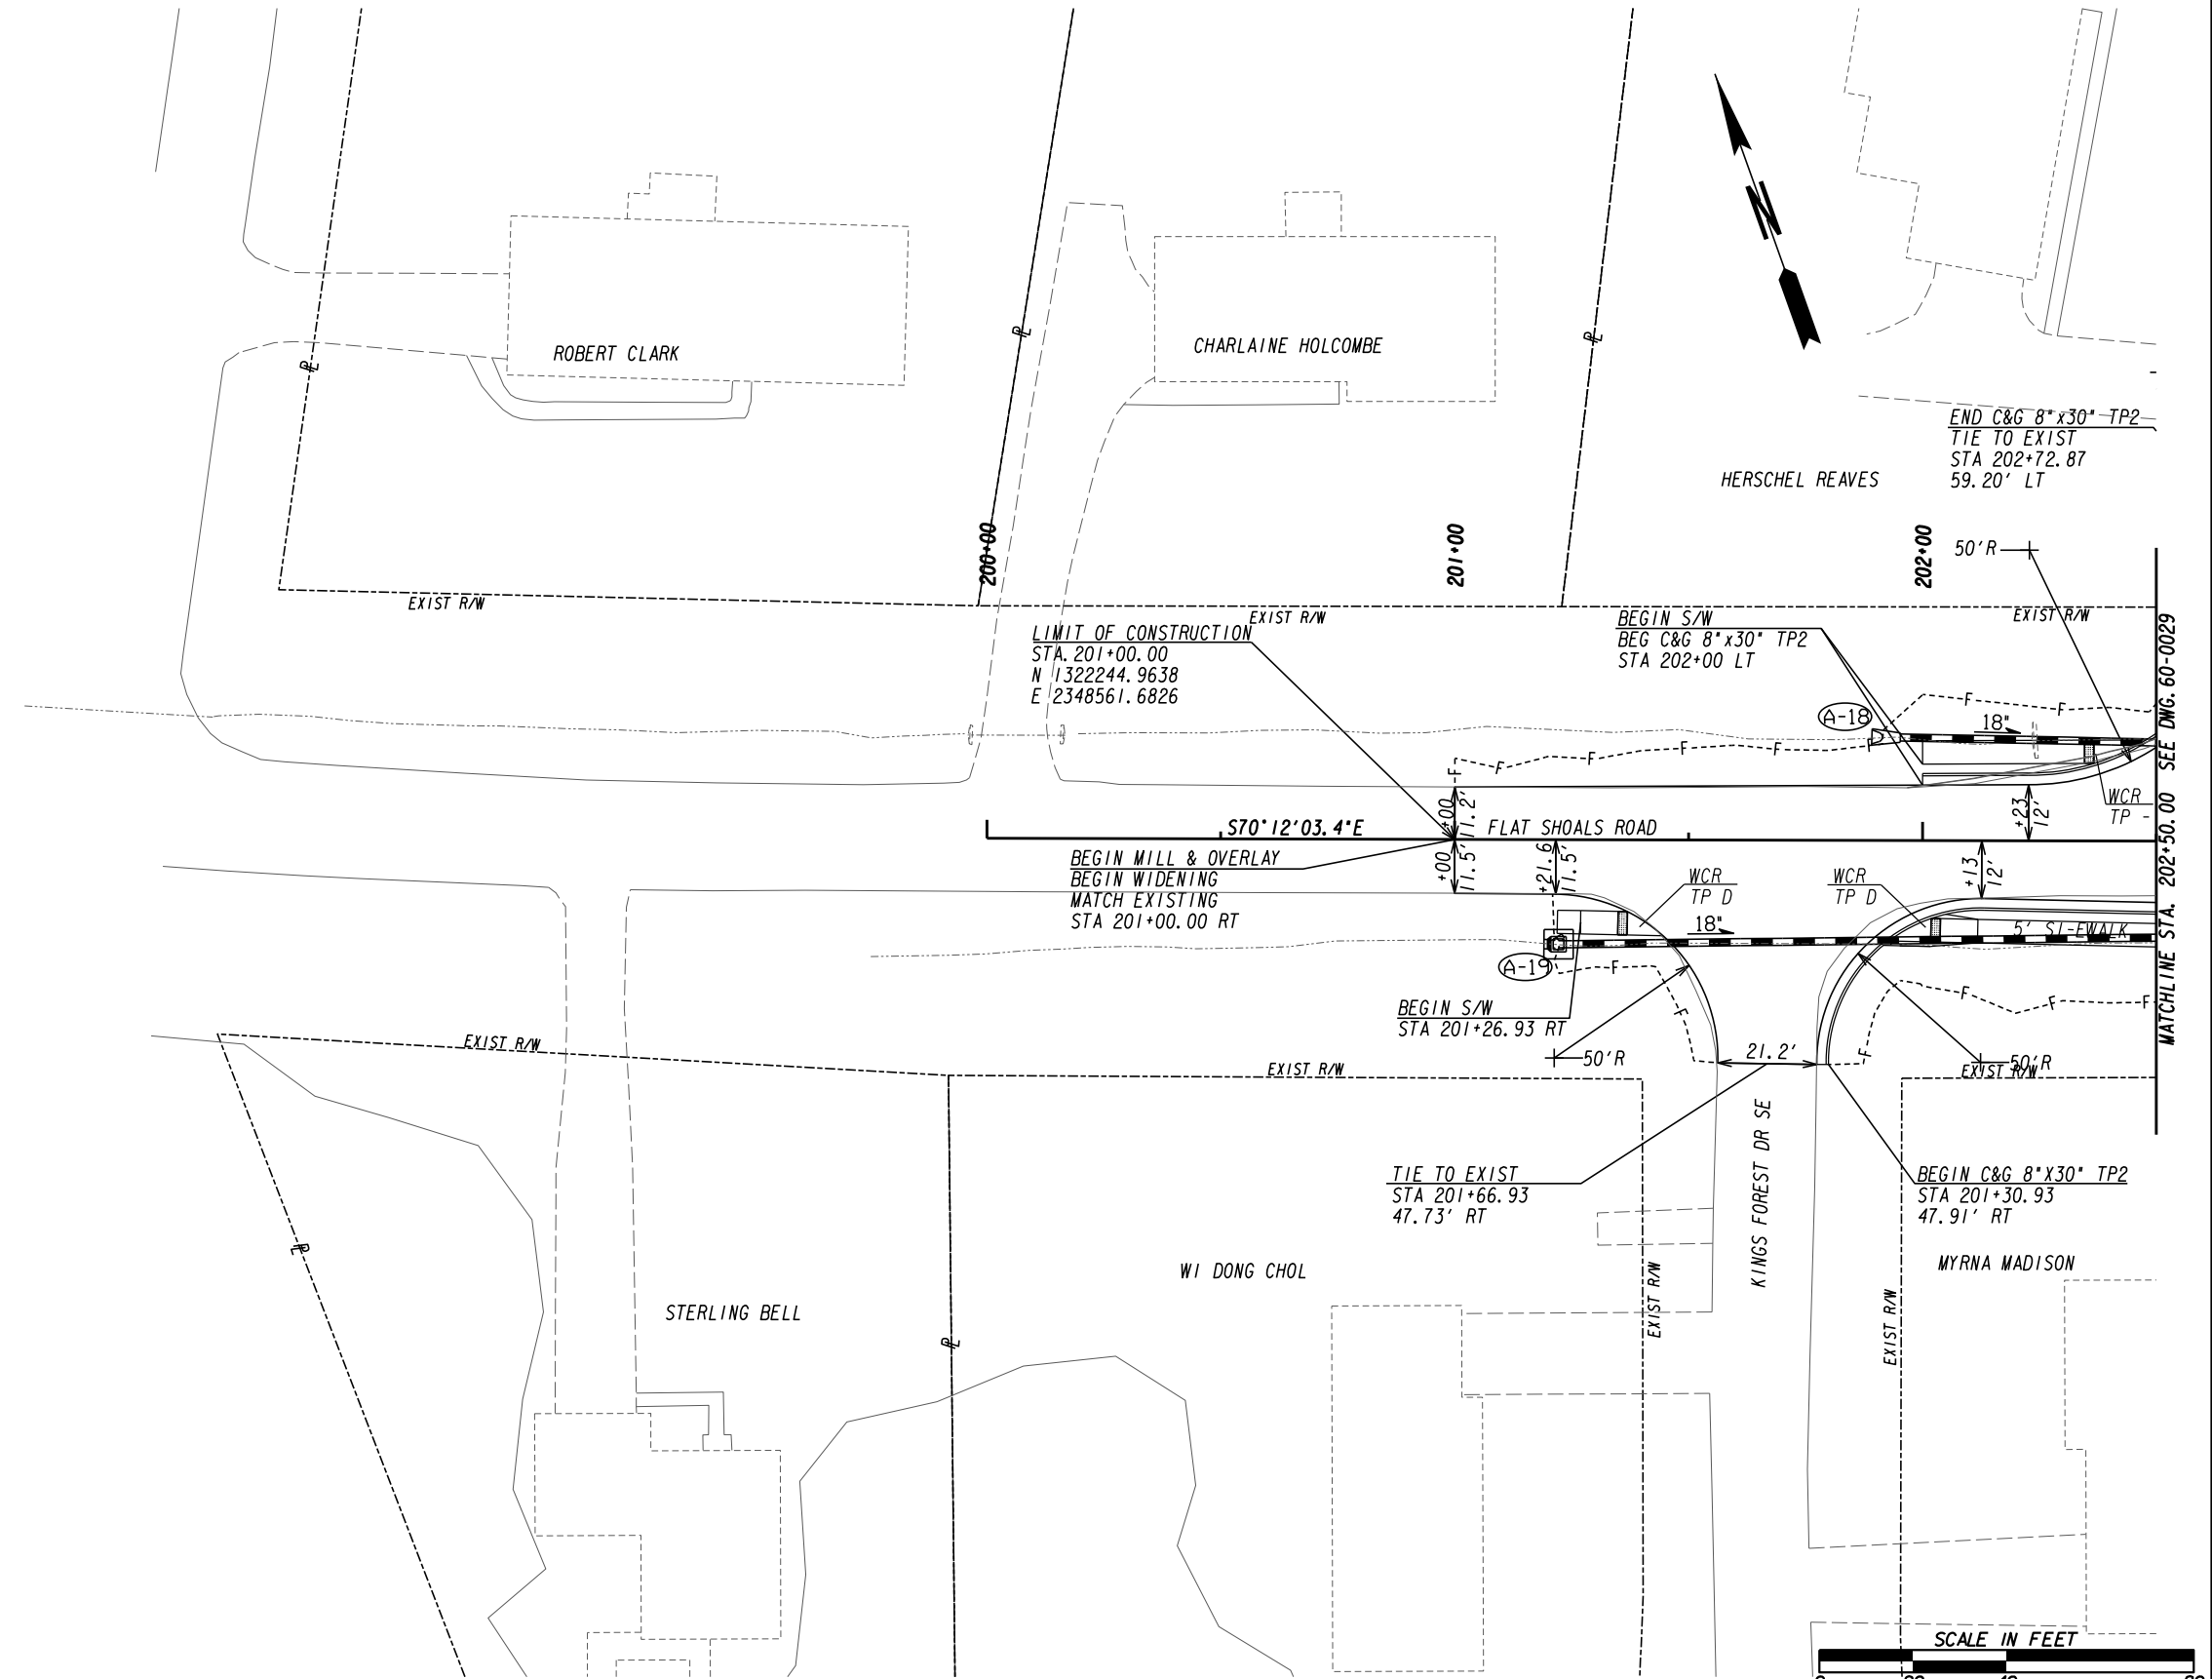 ROBERT CLARK
CHARLAINE HOLCOMBE
HERSCHEL REAVES
END C&G 8"x30" TP2
TIE TO EXIST
STA 202+72.87
59.20' LT
N
PL
PL
PL
200+00
201+00
202+00
50'R
EXIST R/W
EXIST R/W
EXIST R/W
LIMIT OF CONSTRUCTION
STA. 201+00.00
N 1322244.9638
E 2348561.6826
BEGIN S/W
BEG C&G 8"x30" TP2
STA 202+00 LT
A-18
18"
F
F
F
F
F
F
F
F
WCR
TP -
+00
11.2'
+23
12'
S70°12'03.4"E
FLAT SHOALS ROAD
MATCHLINE STA. 202+50.00 SEE DWG. 60-0029
BEGIN MILL & OVERLAY
BEGIN WIDENING
MATCH EXISTING
STA 201+00.00 RT
+00
11.5'
+21.6
11.5'
+13
12'
WCR
TP D
WCR
TP D
18"
5' SI-EWALK
A-19
F
F
F
F
F
F
BEGIN S/W
STA 201+26.93 RT
50'R
21.2'
50'R
EXIST R/W
EXIST R/W
EXIST R/W
TIE TO EXIST
STA 201+66.93
47.73' RT
BEGIN C&G 8"X30" TP2
STA 201+30.93
47.91' RT
KINGS FOREST DR SE
EXIST R/W
EXIST R/W
PL
PL
WI DONG CHOL
MYRNA MADISON
STERLING BELL
SCALE IN FEET